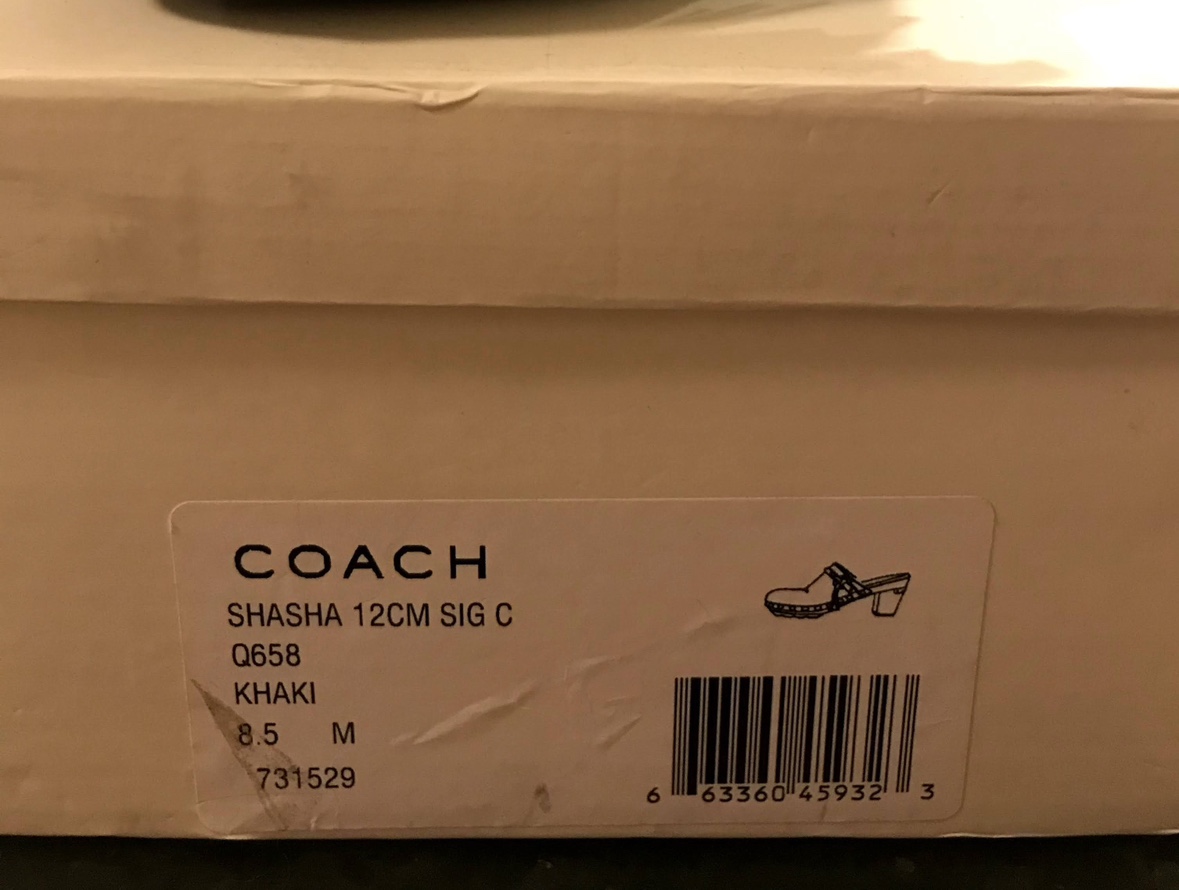 COACH
SHASHA 12CM SIG C
Q658
KHAKI
8.5 M
731529
6 63360 45932 3